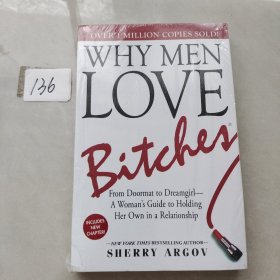 OVER 1 MILLION COPIES SOLD!
136
WHY MEN
LOVE
Bitches
From Doormat to Dreamgirl—
A Woman's Guide to Holding
Her Own in a Relationship
INCLUDES
NEW
CHAPTER!
—NEW YORK TIMES BESTSELLING AUTHOR—
SHERRY ARGOV